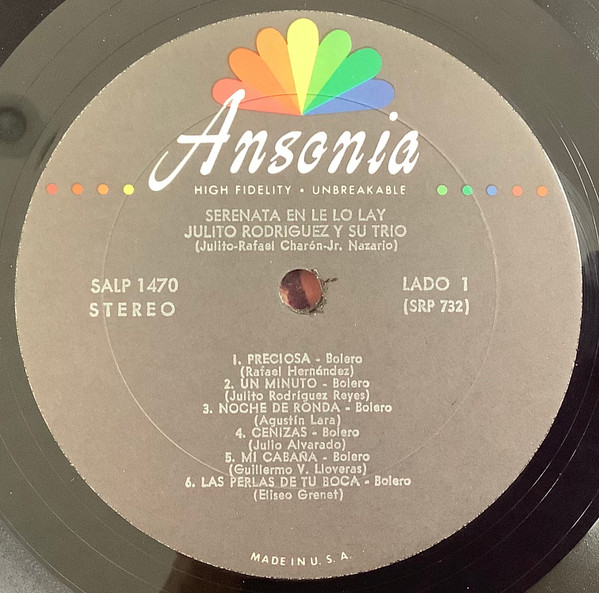 Ansonia
HIGH FIDELITY • UNBREAKABLE
SERENATA EN LE LO LAY
JULITO RODRIGUEZ Y SU TRIO
(Julito-Rafael Charón-Jr. Nazario)
SALP 1470
STEREO
LADO 1
(SRP 732)
1. PRECIOSA - Bolero
(Rafael Hernández)
2. UN MINUTO - Bolero
(Julito Rodríguez Reyes)
3. NOCHE DE RONDA - Bolero
(Agustín Lara)
4. CENIZAS - Bolero
(Julio Alvarado)
5. MI CABAÑA - Bolero
(Guillermo V. Lloveras)
6. LAS PERLAS DE TU BOCA - Bolero
(Eliseo Grenet)
MADE IN U. S. A.